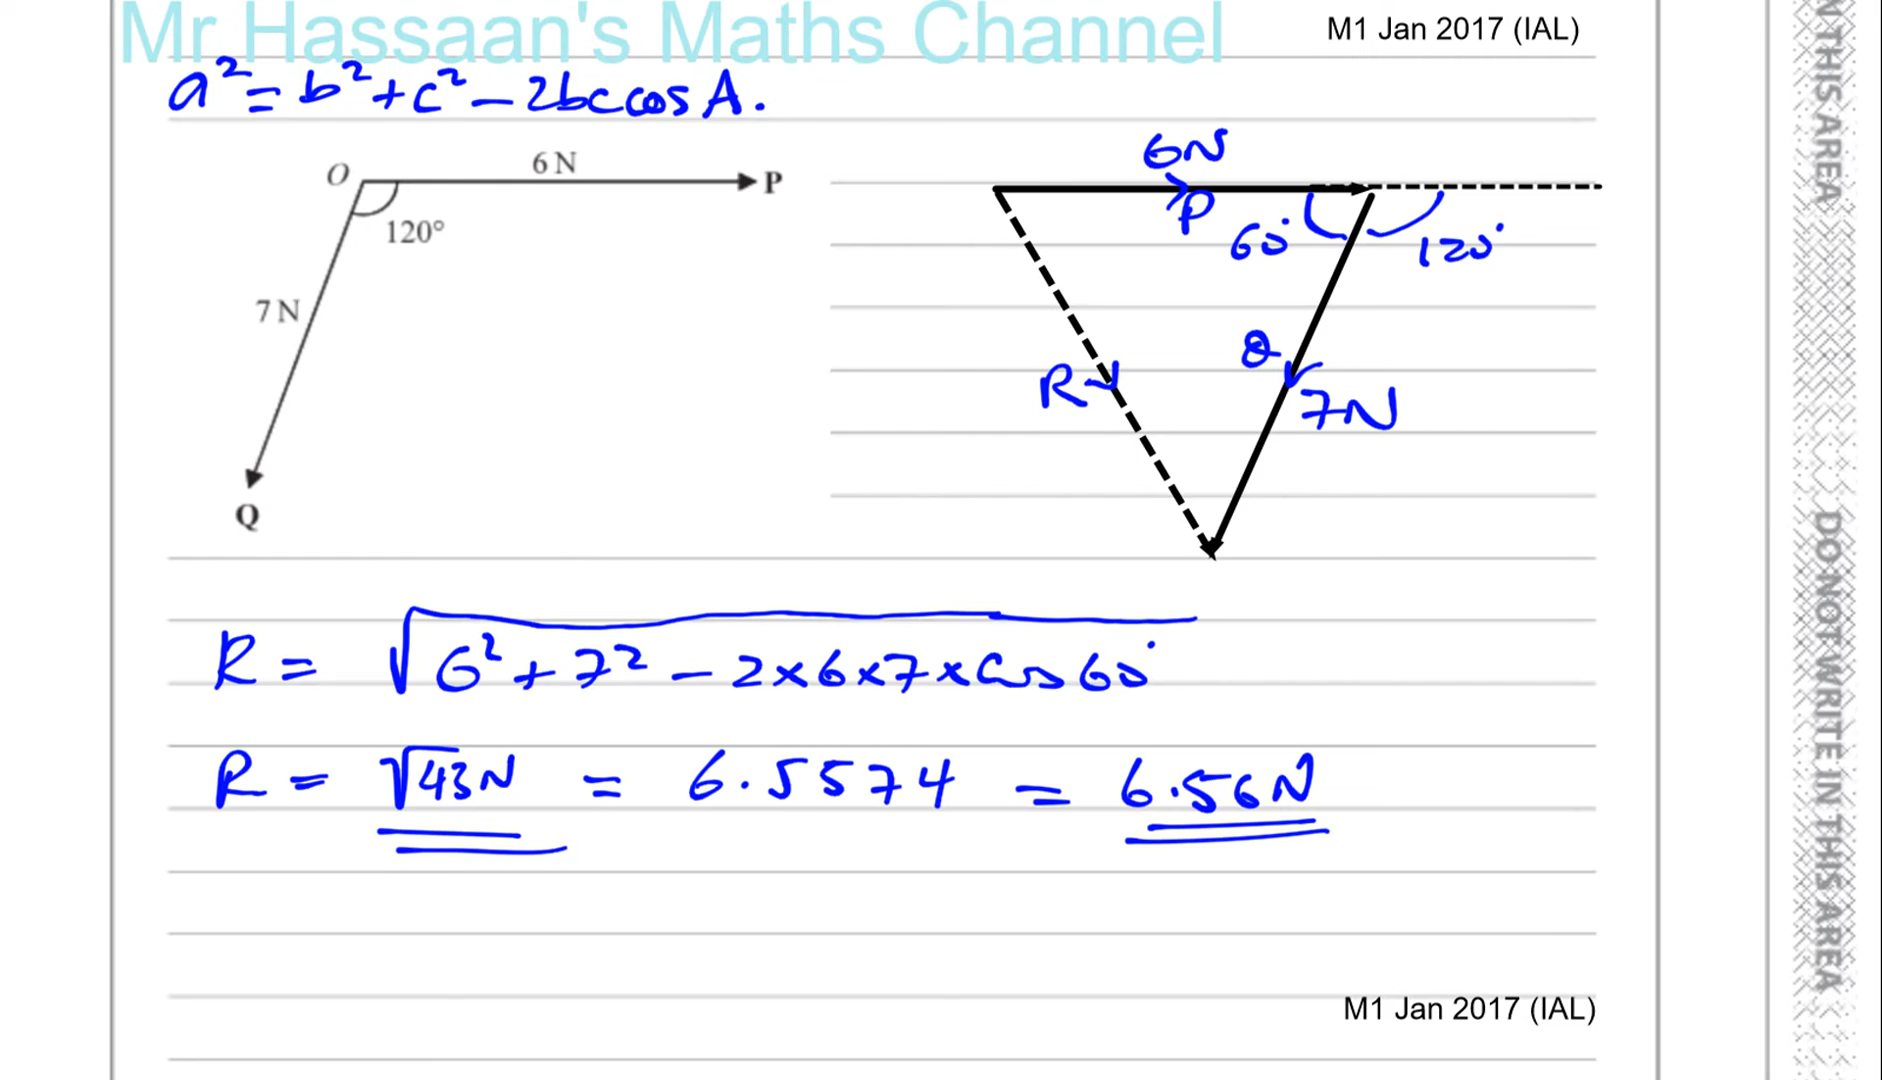 Mr Hassaan's Maths Channel
M1 Jan 2017 (IAL)
a² = b² + c² – 2bc cos A.
O
6 N
P
120°
7 N
Q
6N
P
60°
120°
Q
R
7N
R = √6² + 7² – 2×6×7×Cos 60°
R = √43 N = 6.5574 = 6.56N
M1 Jan 2017 (IAL)
N THIS AREA
DO NOT WRITE IN THIS AREA